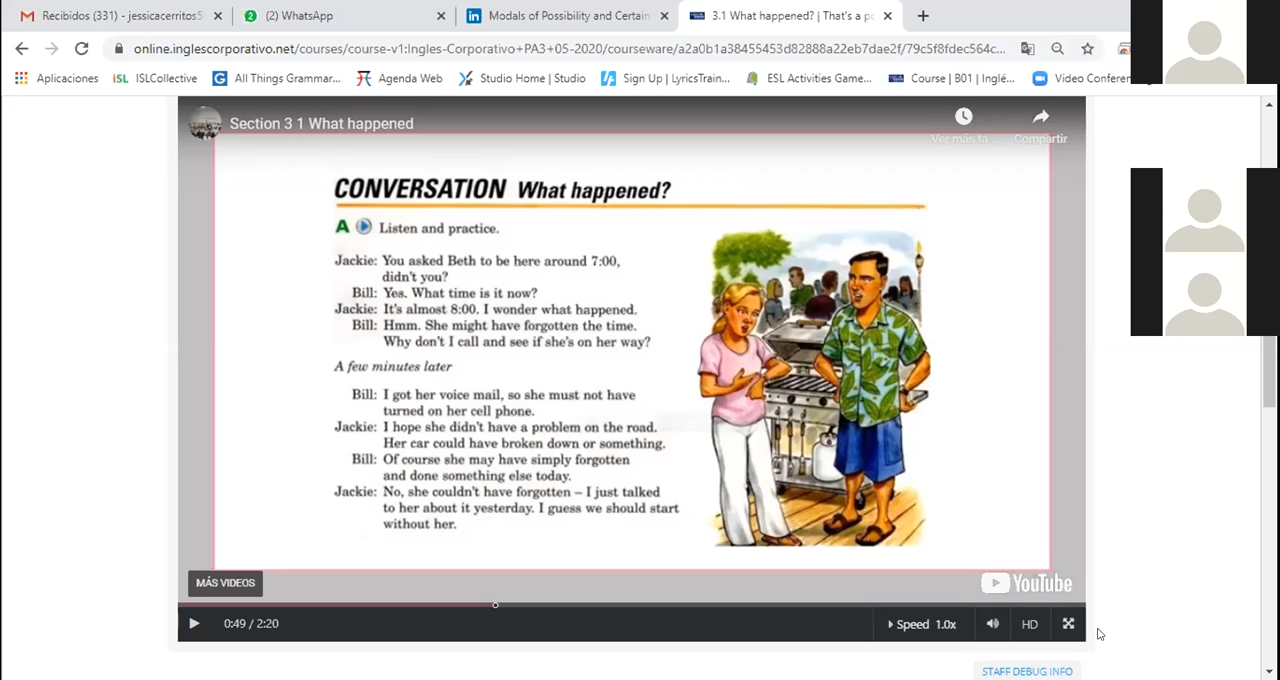 Recibidos (331) - jessicacerritos5
(2) WhatsApp
Modals of Possibility and Certain
3.1 What happened? | That's a po
online.inglescorporativo.net/courses/course-v1:Ingles-Corporativo+PA3+05-2020/courseware/a2a0b1a38455453d82888a22eb7dae2f/79c5f8fdec564c...
Aplicaciones
iSL ISLCollective
All Things Grammar...
Agenda Web
Studio Home | Studio
Sign Up | LyricsTrain...
ESL Activities Game...
Course | B01 | Inglé...
Video Conferen
Section 3 1 What happened
Ver más ta...
Compartir
CONVERSATION What happened?
A Listen and practice.
Jackie: You asked Beth to be here around 7:00,
didn't you?
Bill: Yes. What time is it now?
Jackie: It's almost 8:00. I wonder what happened.
Bill: Hmm. She might have forgotten the time.
Why don't I call and see if she's on her way?
A few minutes later
Bill: I got her voice mail, so she must not have
turned on her cell phone.
Jackie: I hope she didn't have a problem on the road.
Her car could have broken down or something.
Bill: Of course she may have simply forgotten
and done something else today.
Jackie: No, she couldn't have forgotten – I just talked
to her about it yesterday. I guess we should start
without her.
MÁS VIDEOS
YouTube
0:49 / 2:20
Speed 1.0x
HD
STAFF DEBUG INFO